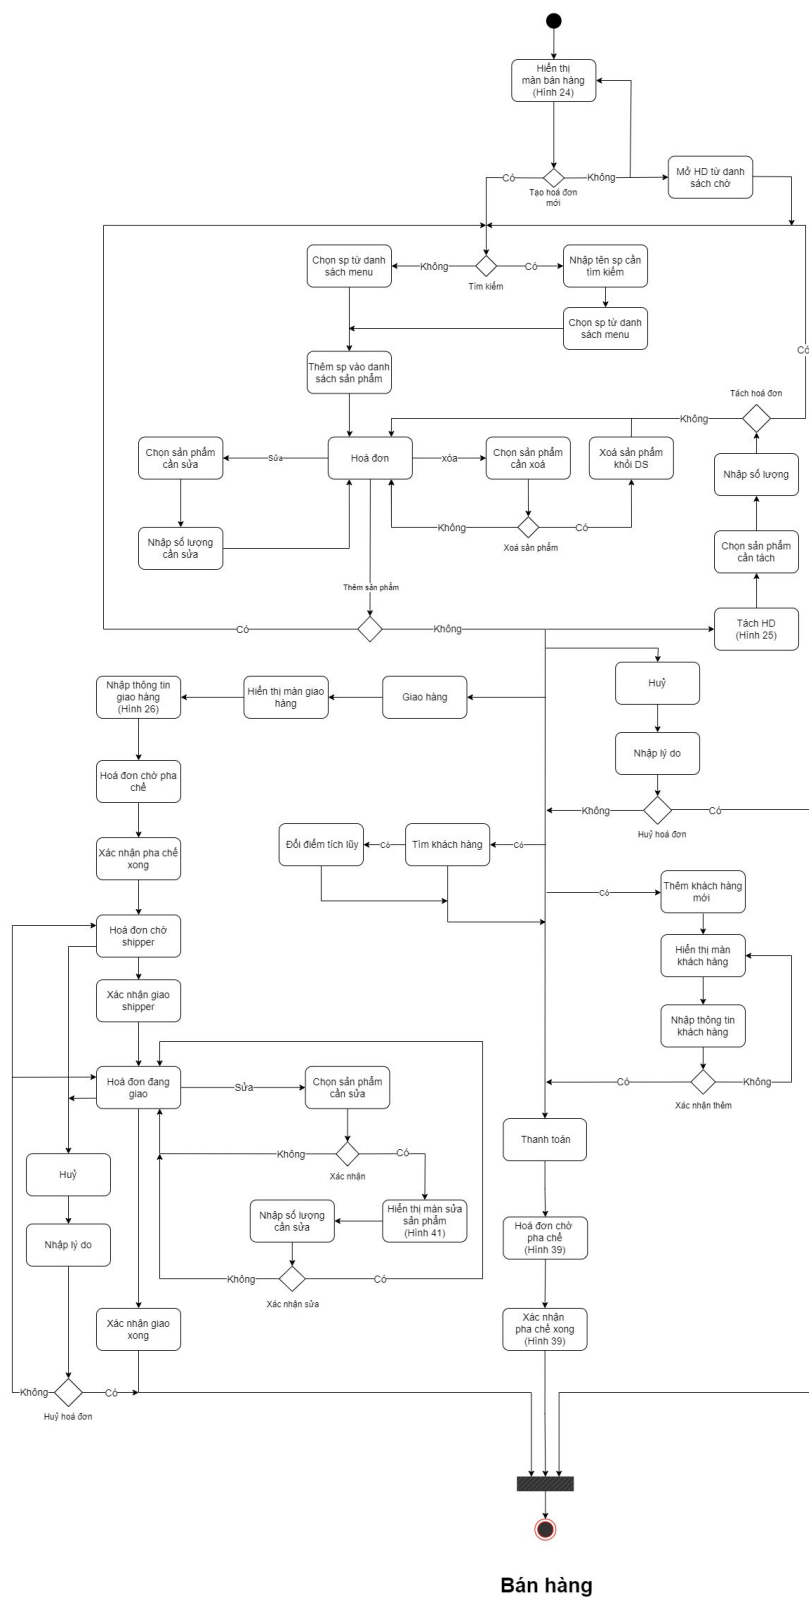 Hiển thị
màn bán hàng
(Hình 24)
Có
Không
Tạo hoá đơn
mới
Mở HD từ danh
sách chờ
Chọn sp từ danh
sách menu
Không
Có
Tìm kiếm
Nhập tên sp cần
tìm kiếm
Chọn sp từ danh
sách menu
Có
Thêm sp vào danh
sách sản phẩm
Tách hoá đơn
Không
Chọn sản phẩm
cần sửa
Sửa
Hoá đơn
xóa
Chọn sản phẩm
cần xoá
Xoá sản phẩm
khỏi DS
Nhập số lượng
Nhập số lượng
cần sửa
Không
Có
Xoá sản phẩm
Chọn sản phẩm
cần tách
Thêm sản phẩm
Có
Không
Tách HD
(Hình 25)
Nhập thông tin
giao hàng
(Hình 26)
Hiển thị màn giao
hàng
Giao hàng
Huỷ
Nhập lý do
Hoá đơn chờ pha
chế
Không
Có
Huỷ hoá đơn
Xác nhận pha chế
xong
Đổi điểm tích lũy
Có
Tìm khách hàng
Có
Có
Thêm khách hàng
mới
Hoá đơn chờ
shipper
Hiển thị màn
khách hàng
Xác nhận giao
shipper
Nhập thông tin
khách hàng
Hoá đơn đang
giao
Sửa
Chọn sản phẩm
cần sửa
Có
Không
Xác nhận thêm
Không
Có
Xác nhận
Thanh toán
Huỷ
Nhập số lượng
cần sửa
Hiển thị màn sửa
sản phẩm
(Hình 41)
Nhập lý do
Hoá đơn chờ
pha chế
(Hình 39)
Không
Có
Xác nhận sửa
Xác nhận giao
xong
Xác nhận
pha chế xong
(Hình 39)
Không
Có
Huỷ hoá đơn
Bán hàng